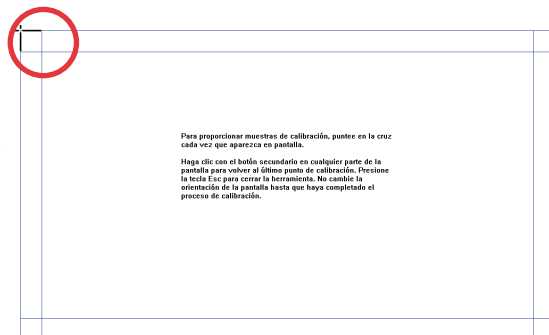 Para proporcionar muestras de calibración, puntee en la cruz
cada vez que aparezca en pantalla.
Haga clic con el botón secundario en cualquier parte de la
pantalla para volver al último punto de calibración. Presione
la tecla Esc para cerrar la herramienta. No cambie la
orientación de la pantalla hasta que haya completado el
proceso de calibración.